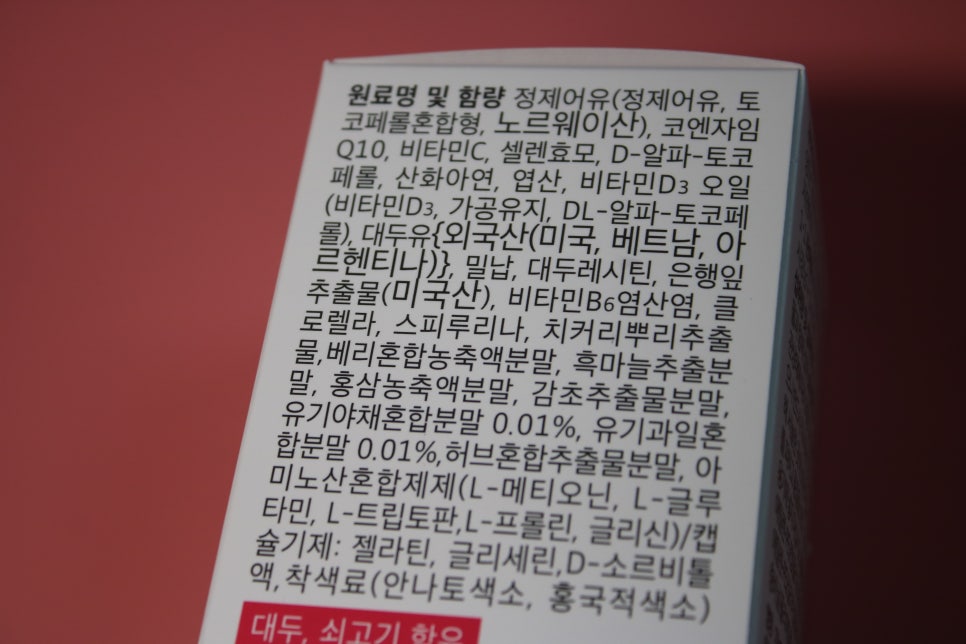 원료명 및 함량 정제어유(정제어유, 토
코페롤혼합형, 노르웨이산), 코엔자임
Q10, 비타민C, 셀렌효모, D-알파-토코
페롤, 산화아연, 엽산, 비타민D3 오일
(비타민D3, 가공유지, DL-알파-토코페
롤), 대두유{외국산(미국, 베트남, 아
르헨티나)}, 밀납, 대두레시틴, 은행잎
추출물(미국산), 비타민B6염산염, 클
로렐라, 스피루리나, 치커리뿌리추출
물,베리혼합농축액분말, 흑마늘추출분
말, 홍삼농축액분말, 감초추출물분말,
유기야채혼합분말 0.01%, 유기과일혼
합분말 0.01%,허브혼합추출물분말, 아
미노산혼합제제(L-메티오닌, L-글루
타민, L-트립토판,L-프롤린, 글리신)/캡
슐기제: 젤라틴, 글리세린,D-소르비톨
액,착색료(안나토색소, 홍국적색소)
대두, 쇠고기 함유